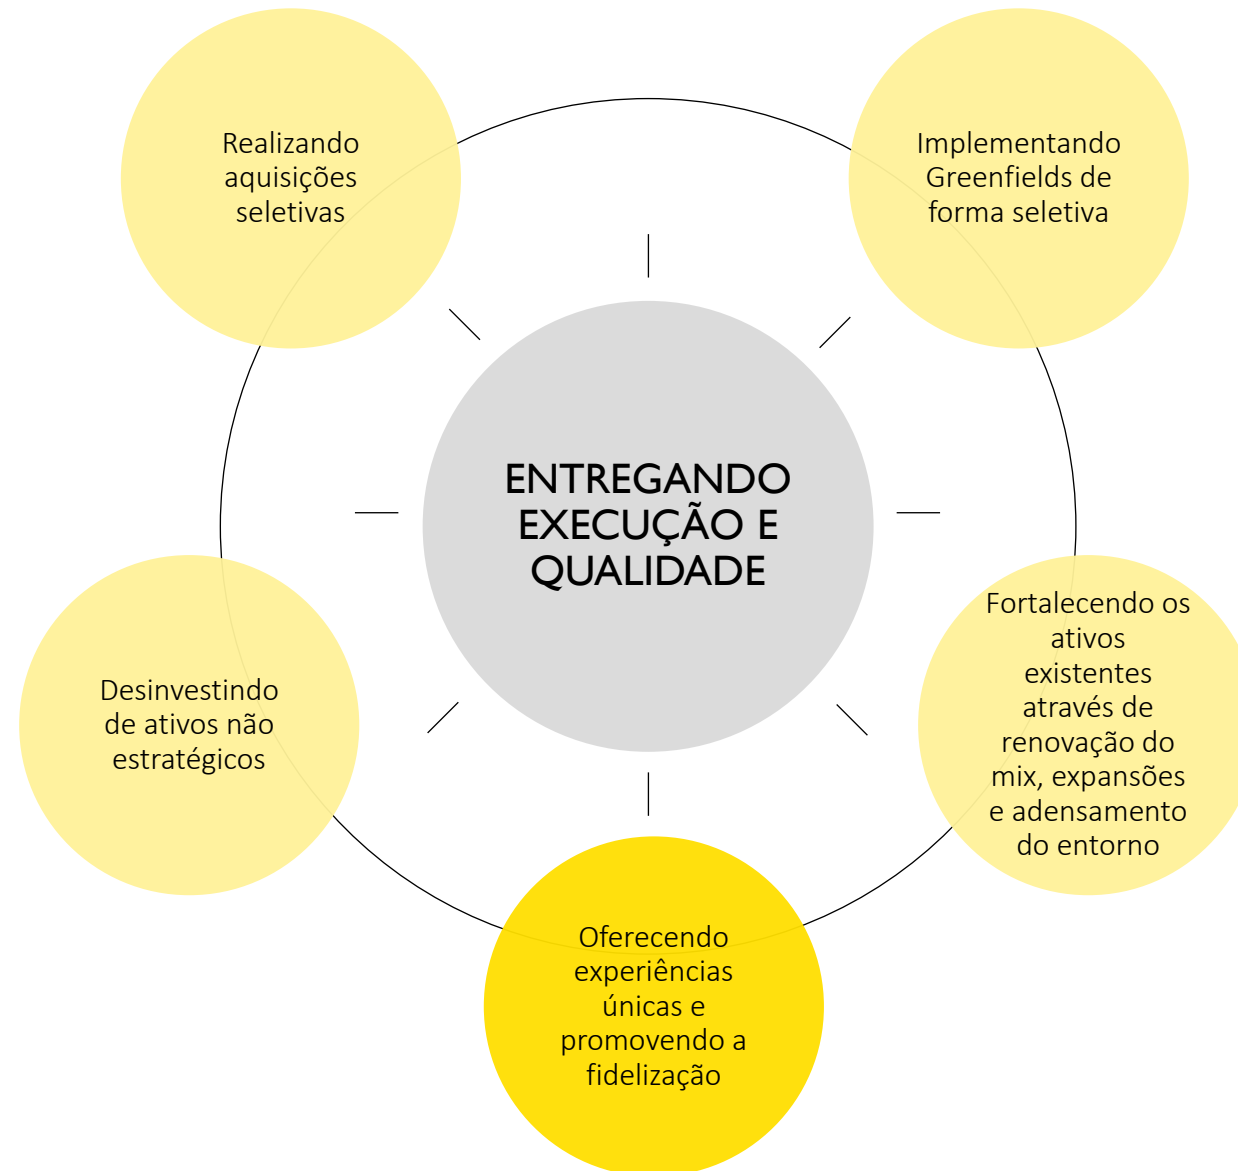 Realizando
aquisições
seletivas
Implementando
Greenfields de
forma seletiva
ENTREGANDO
EXECUÇÃO E
QUALIDADE
Fortalecendo os
ativos
existentes
através de
renovação do
mix, expansões
e adensamento
do entorno
Desinvestindo
de ativos não
estratégicos
Oferecendo
experiências
únicas e
promovendo a
fidelização